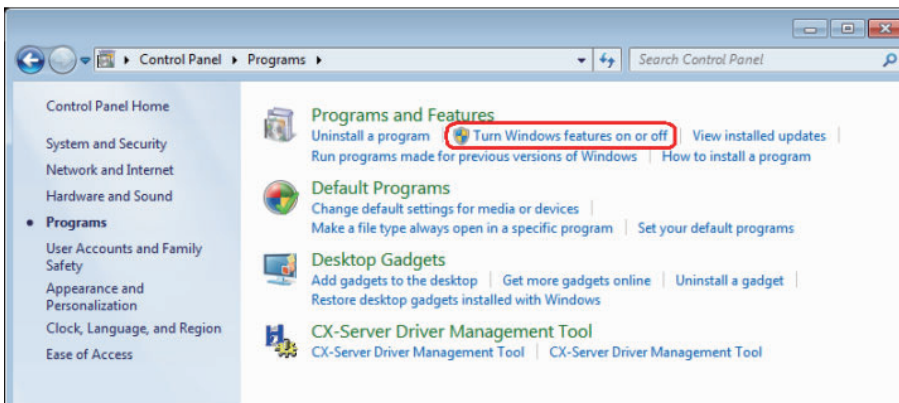 Control Panel Programs
Search Control Panel
Control Panel Home
System and Security
Network and Internet
Hardware and Sound
Programs
User Accounts and Family
Safety
Appearance and
Personalization
Clock, Language, and Region
Ease of Access
Programs and Features
Uninstall a program Turn Windows features on or off View installed updates
Run programs made for previous versions of Windows How to install a program
Default Programs
Change default settings for media or devices
Make a file type always open in a specific program Set your default programs
Desktop Gadgets
Add gadgets to the desktop Get more gadgets online Uninstall a gadget
Restore desktop gadgets installed with Windows
CX-Server Driver Management Tool
CX-Server Driver Management Tool CX-Server Driver Management Tool